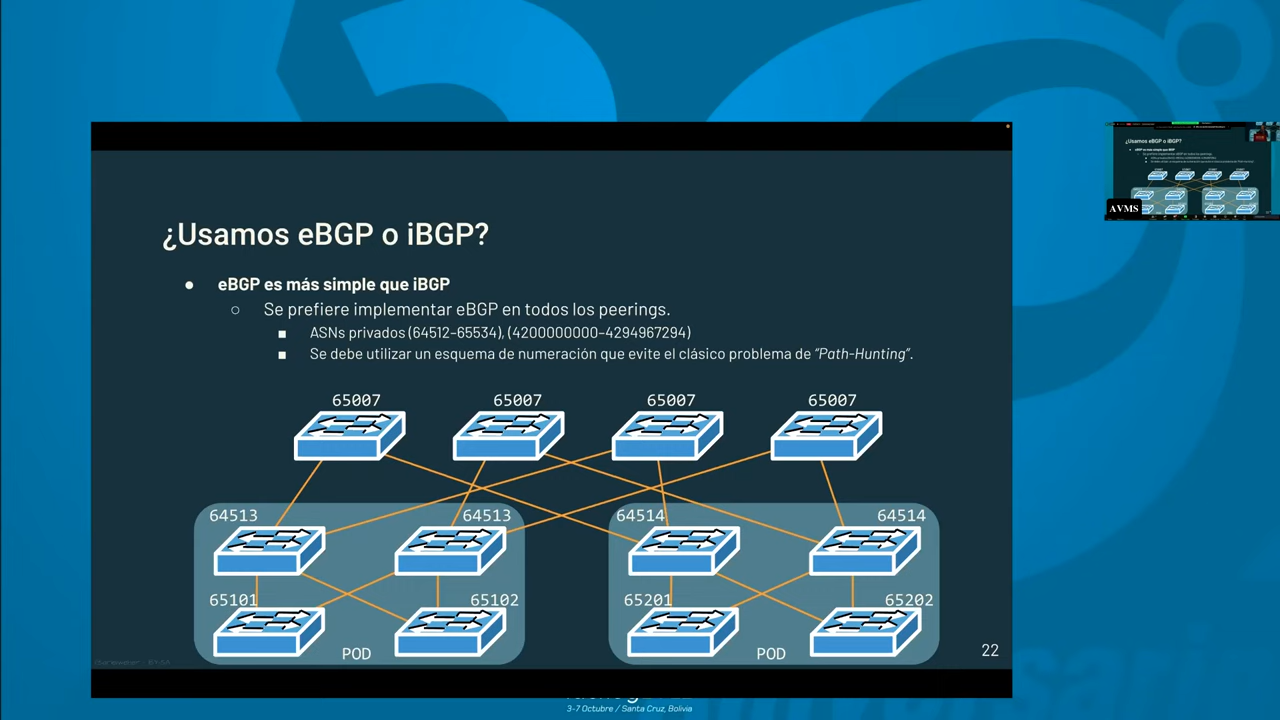 ¿Usamos eBGP o iBGP?
● eBGP es más simple que iBGP
○ Se prefiere implementar eBGP en todos los peerings.
■ ASNs privados (64512–65534), (4200000000–4294967294)
■ Se debe utilizar un esquema de numeración que evite el clásico problema de “Path-Hunting”.
65007 65007 65007 65007
64513 64513 64514 64514
65101 65102 65201 65202
POD POD
22
AVMS
¿Usamos eBGP o iBGP?
3-7 Octubre / Santa Cruz, Bolivia